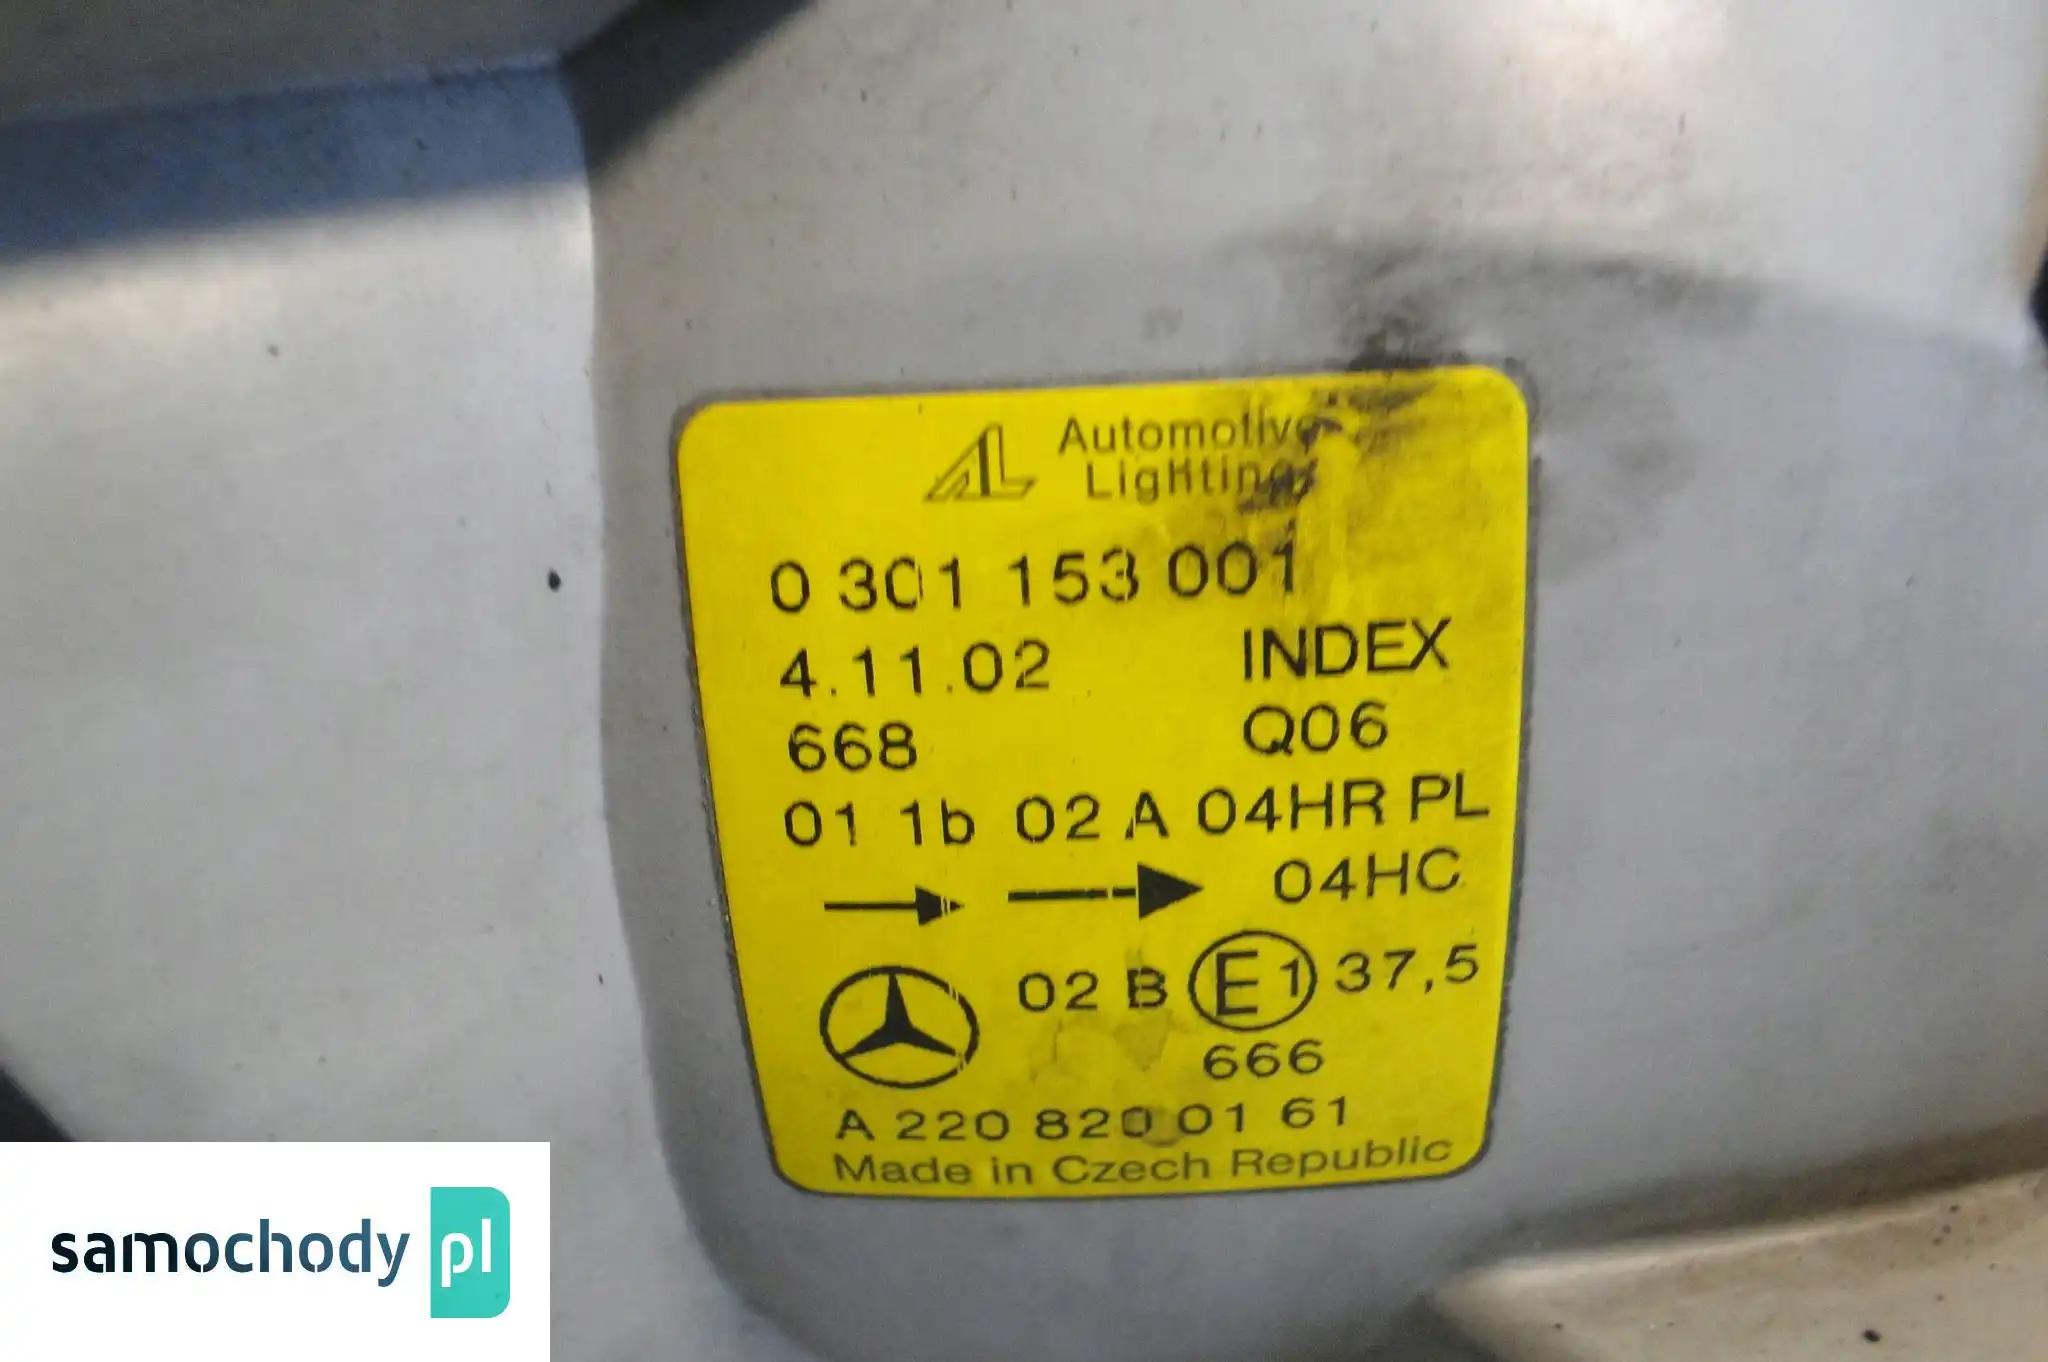 AL Automotive
Lighting
0 301 153 001
4.11.02 INDEX
668 Q06
01 1b 02 A 04HR PL
04HC
02 B E1 37,5
666
A 220 820 01 61
Made in Czech Republic
samochody pl